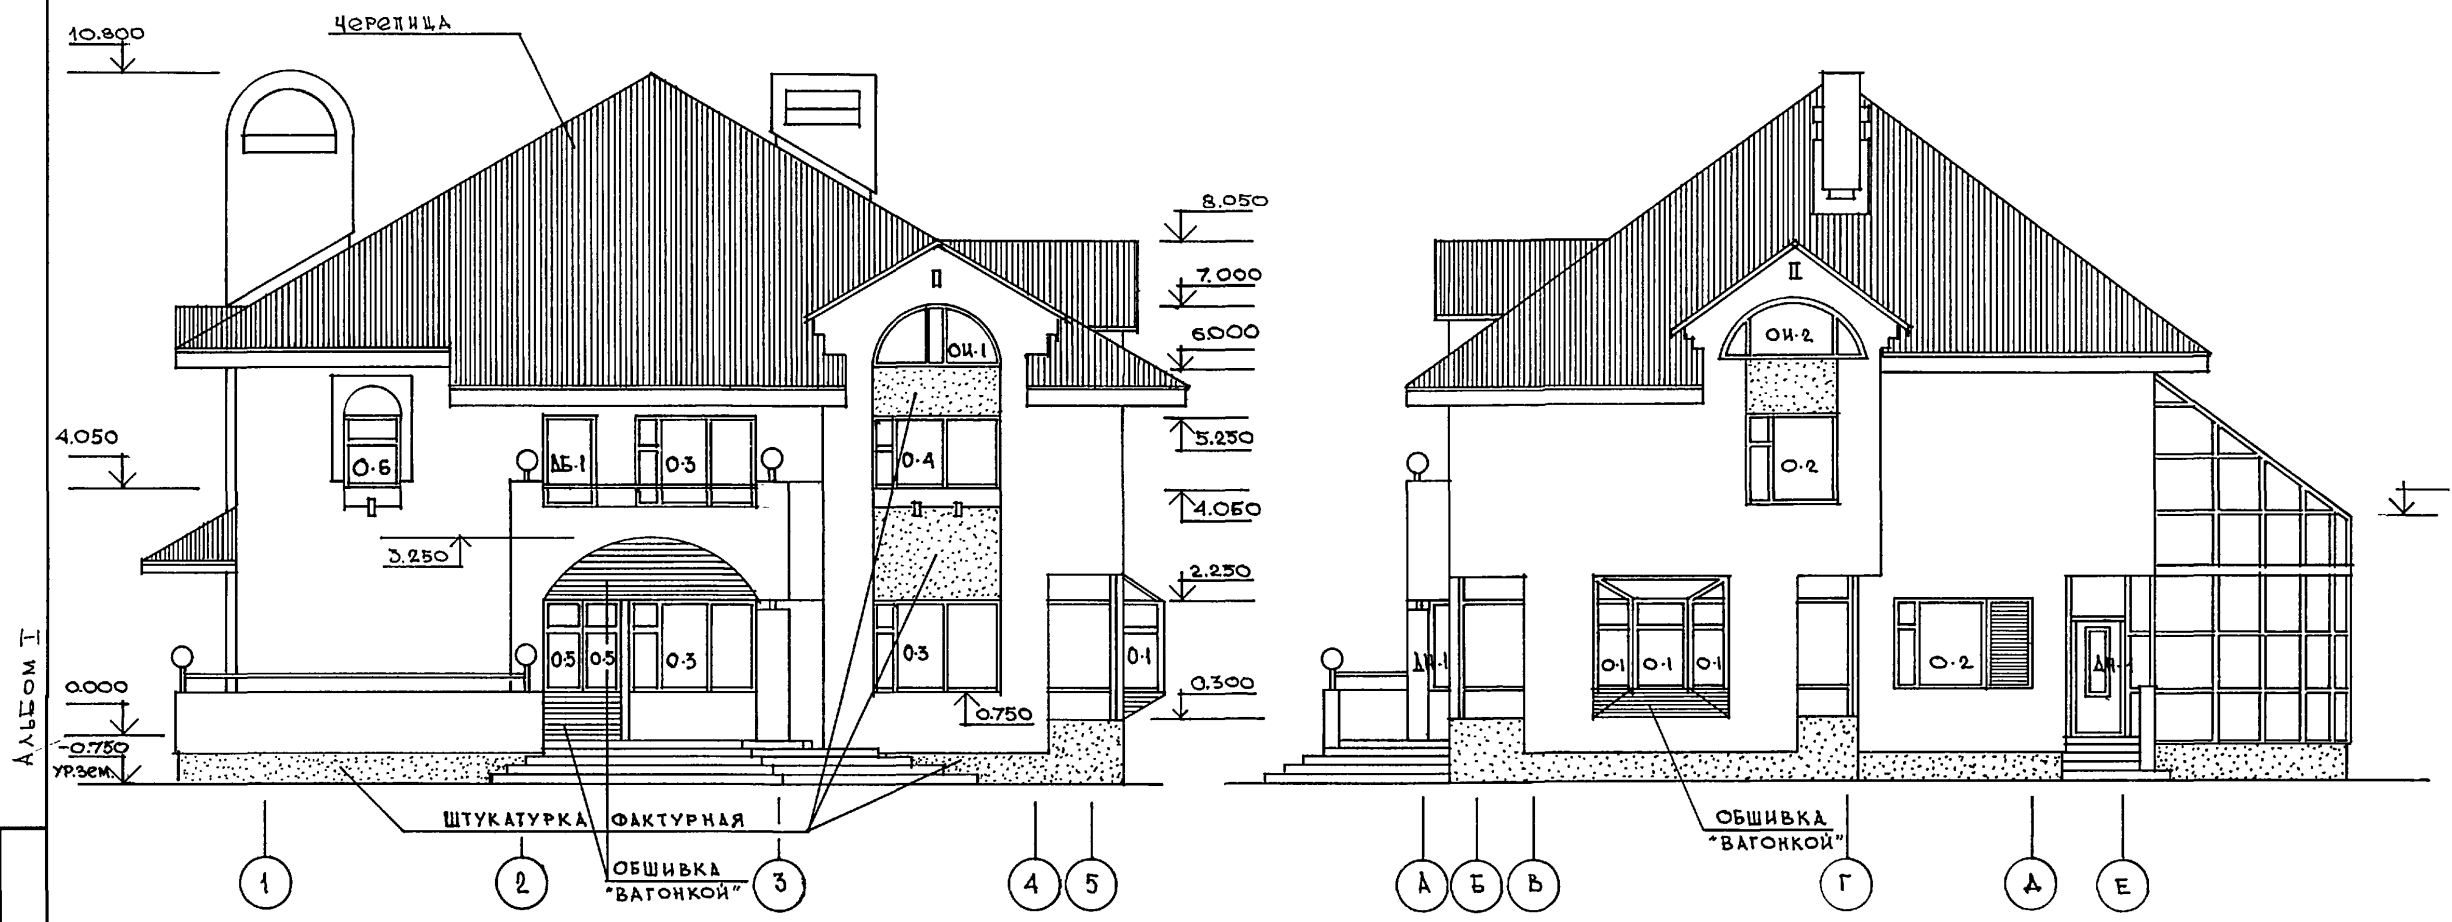 ЧЕРЕПИЦА
10.800
8.050
7.000
6.000
5.250
4.050
2.250
0.300
4.050
3.250
0.000
-0.750
УР.ЗЕМ.
0.750
II
ОИ-1
О-6
ДБ-1
О-3
О-4
О-5
О-5
О-3
О-3
О-1
ШТУКАТУРКА ФАКТУРНАЯ
ОБШИВКА
"ВАГОНКОЙ"
1
2
3
4
5
II
ОИ-2
О-2
О-1
О-1
О-1
О-2
ОБШИВКА
"ВАГОНКОЙ"
А
Б
В
Г
Д
Е
АЛЬБОМ I